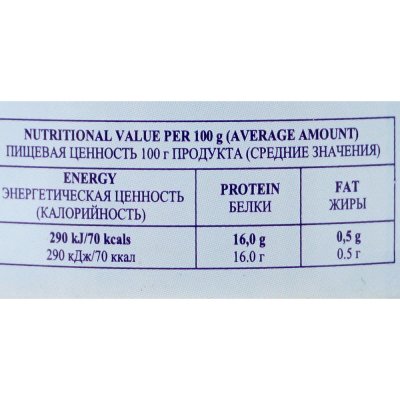 NUTRITIONAL VALUE PER 100 g (AVERAGE AMOUNT)
ПИЩЕВАЯ ЦЕННОСТЬ 100 г ПРОДУКТА (СРЕДНИЕ ЗНАЧЕНИЯ)
ENERGY
ЭНЕРГЕТИЧЕСКАЯ ЦЕННОСТЬ
(КАЛОРИЙНОСТЬ)
PROTEIN
БЕЛКИ
FAT
ЖИРЫ
290 kJ/70 kcals
290 кДж/70 ккал
16,0 g
16.0 г
0,5 g
0.5 г